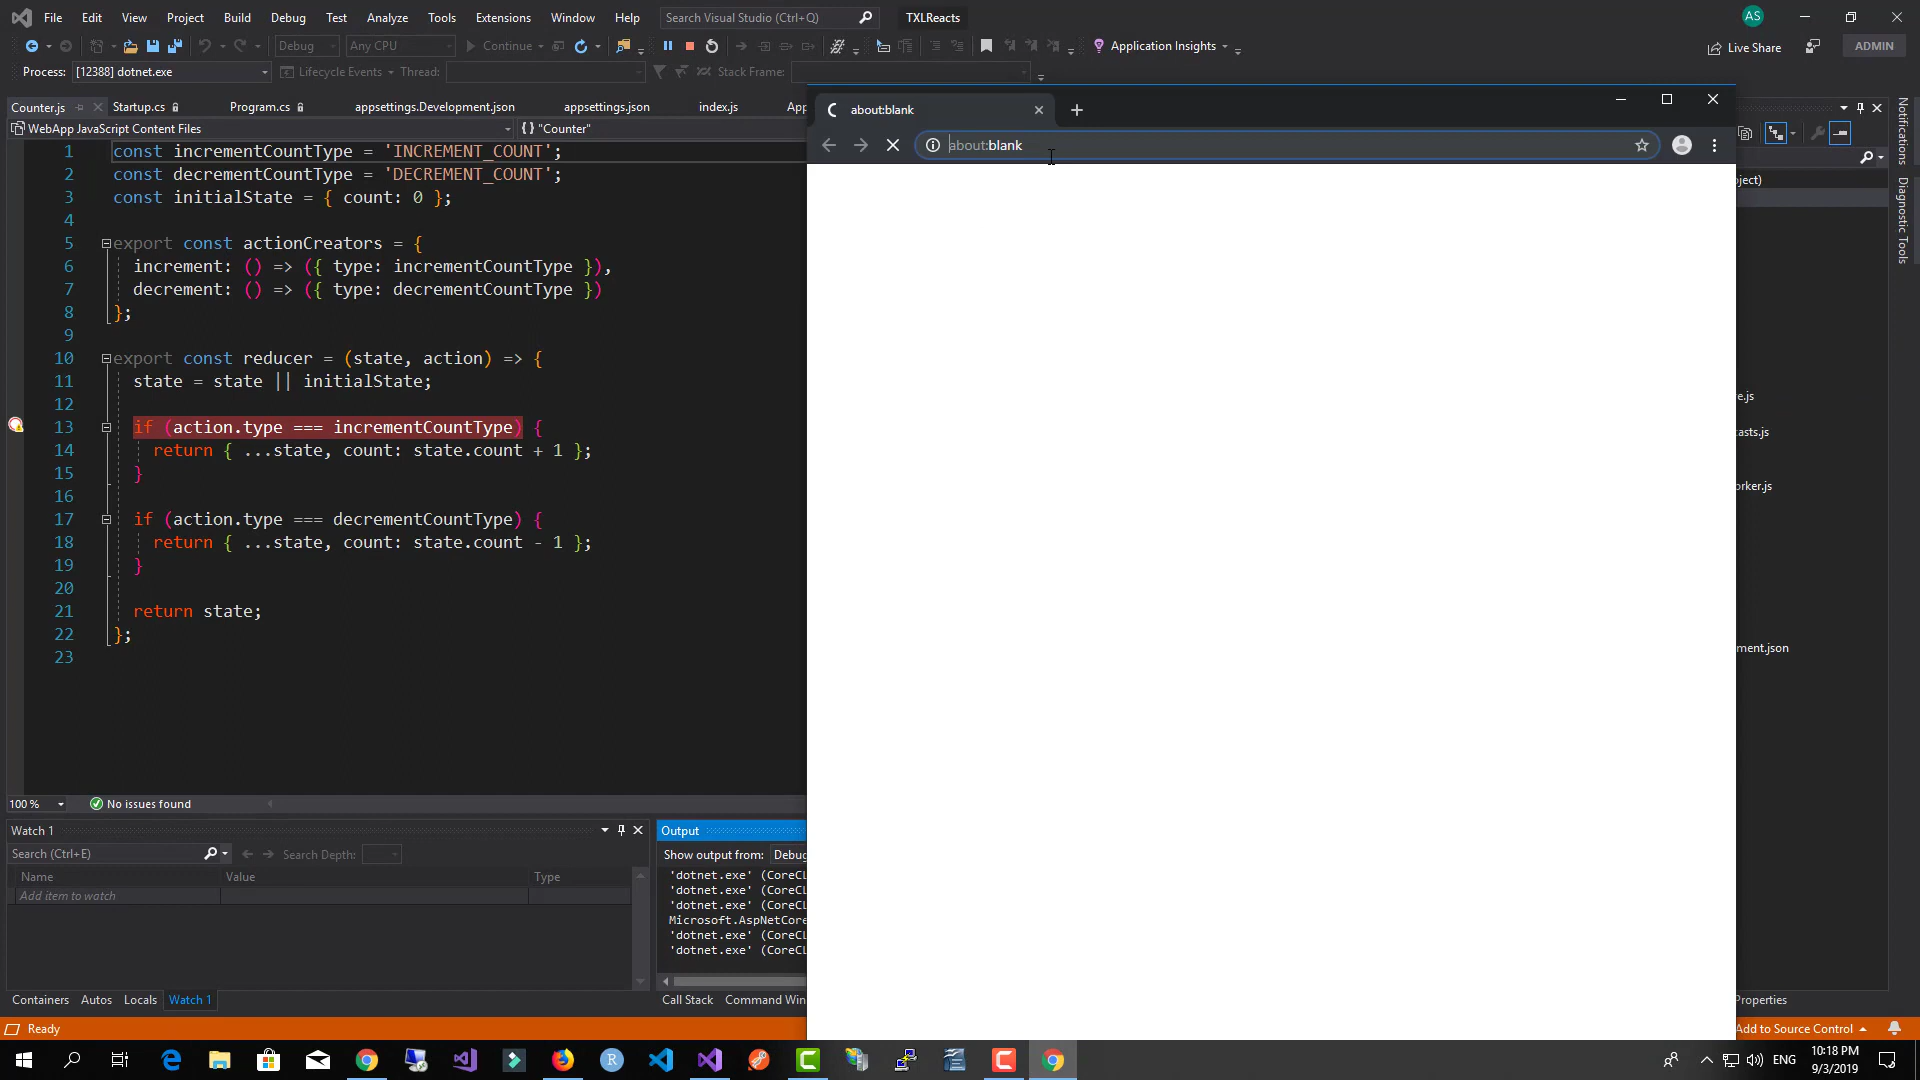 File Edit View Project Build Debug Test Analyze Tools Extensions Window Help Search Visual Studio (Ctrl+Q) TXLReacts AS
Debug Any CPU Continue Application Insights Live Share ADMIN
Process: [12388] dotnet.exe Lifecycle Events Thread: Stack Frame:
Counter.js Startup.cs Program.cs appsettings.Development.json appsettings.json index.js Ap
WebApp JavaScript Content Files "Counter"
1 const incrementCountType = 'INCREMENT_COUNT';
2 const decrementCountType = 'DECREMENT_COUNT';
3 const initialState = { count: 0 };
4
5 export const actionCreators = {
6 increment: () => ({ type: incrementCountType }),
7 decrement: () => ({ type: decrementCountType })
8 };
9
10 export const reducer = (state, action) => {
11 state = state || initialState;
12
13 if (action.type === incrementCountType) {
14 return { ...state, count: state.count + 1 };
15 }
16
17 if (action.type === decrementCountType) {
18 return { ...state, count: state.count - 1 };
19 }
20
21 return state;
22 };
23
about:blank
about:blank
ject)
e.js
casts.js
orker.js
ment.json
Notifications
Diagnostic Tools
100 % No issues found
Watch 1
Search (Ctrl+E) Search Depth:
Name Value Type
Add item to watch
Containers Autos Locals Watch 1
Output
Show output from: Debug
'dotnet.exe' (CoreCL
'dotnet.exe' (CoreCL
'dotnet.exe' (CoreCL
Microsoft.AspNetCore
'dotnet.exe' (CoreCL
'dotnet.exe' (CoreCL
Call Stack Command Win
Properties
Ready
Add to Source Control
ENG
10:18 PM
9/3/2019